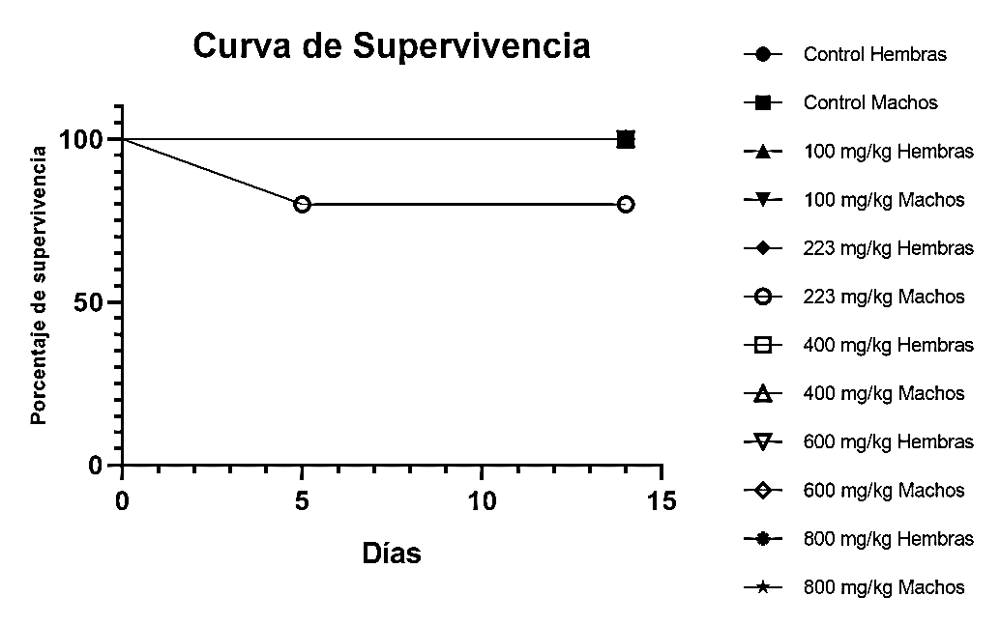 Curva de Supervivencia
Porcentaje de supervivencia
100
50
0
0 5 10 15
Días
Control Hembras
Control Machos
100 mg/kg Hembras
100 mg/kg Machos
223 mg/kg Hembras
223 mg/kg Machos
400 mg/kg Hembras
400 mg/kg Machos
600 mg/kg Hembras
600 mg/kg Machos
800 mg/kg Hembras
800 mg/kg Machos